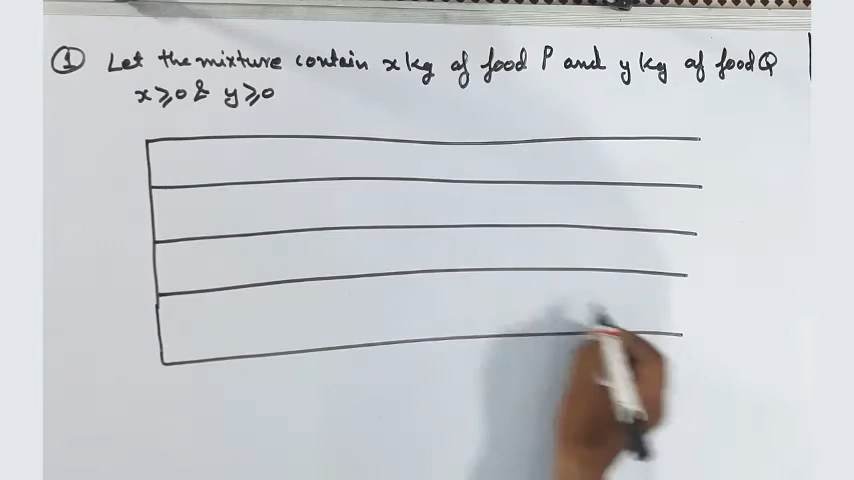 ① Let the mixture contain x kg of food P and y kg of food Q
x ⩾ 0 & y ⩾ 0